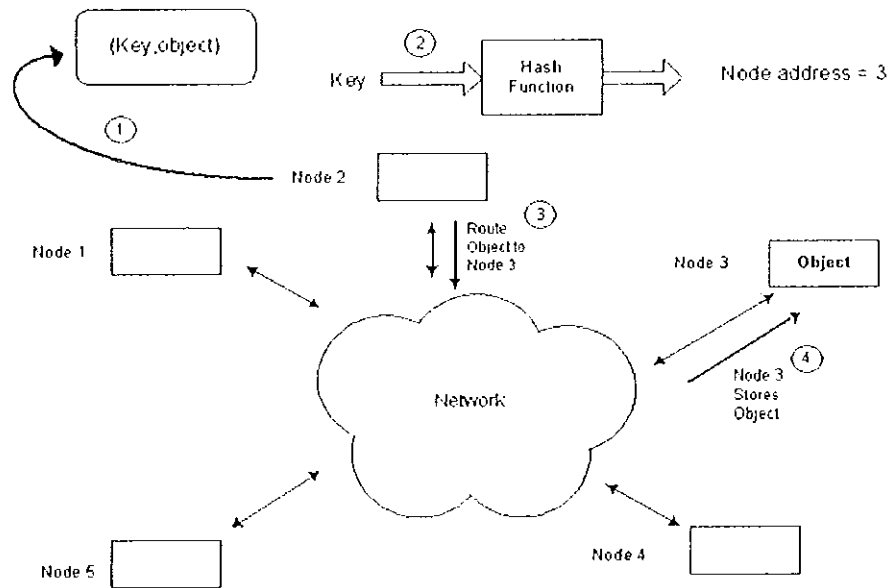 (Key,object)
2
Key
Hash
Function
Node address = 3
1
Node 2
3
Route
Object to
Node 3
Node 1
Node 3
Object
4
Node 3
Stores
Object
Network
Node 5
Node 4